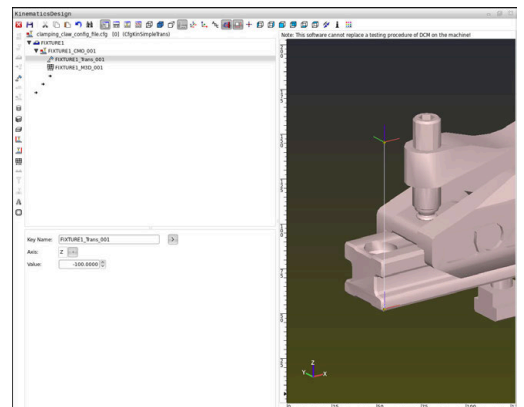 KinematicsDesign
clamping_claw_config_file.cfg [0] (CfgKinSimpleTrans)
Note: This software cannot replace a testing procedure of DCM on the machine!
FIXTURE1
FIXTURE1_CMO_001
FIXTURE1_Trans_001
FIXTURE1_M3D_001
Key Name: FIXTURE1_Trans_001
Axis: Z
Value: -100.0000
Z
Y
X